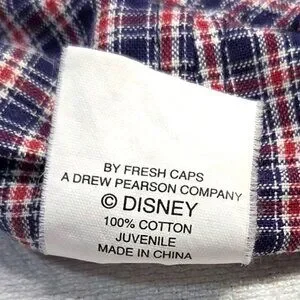 BY FRESH CAPS
A DREW PEARSON COMPANY
© DISNEY
100% COTTON
JUVENILE
MADE IN CHINA